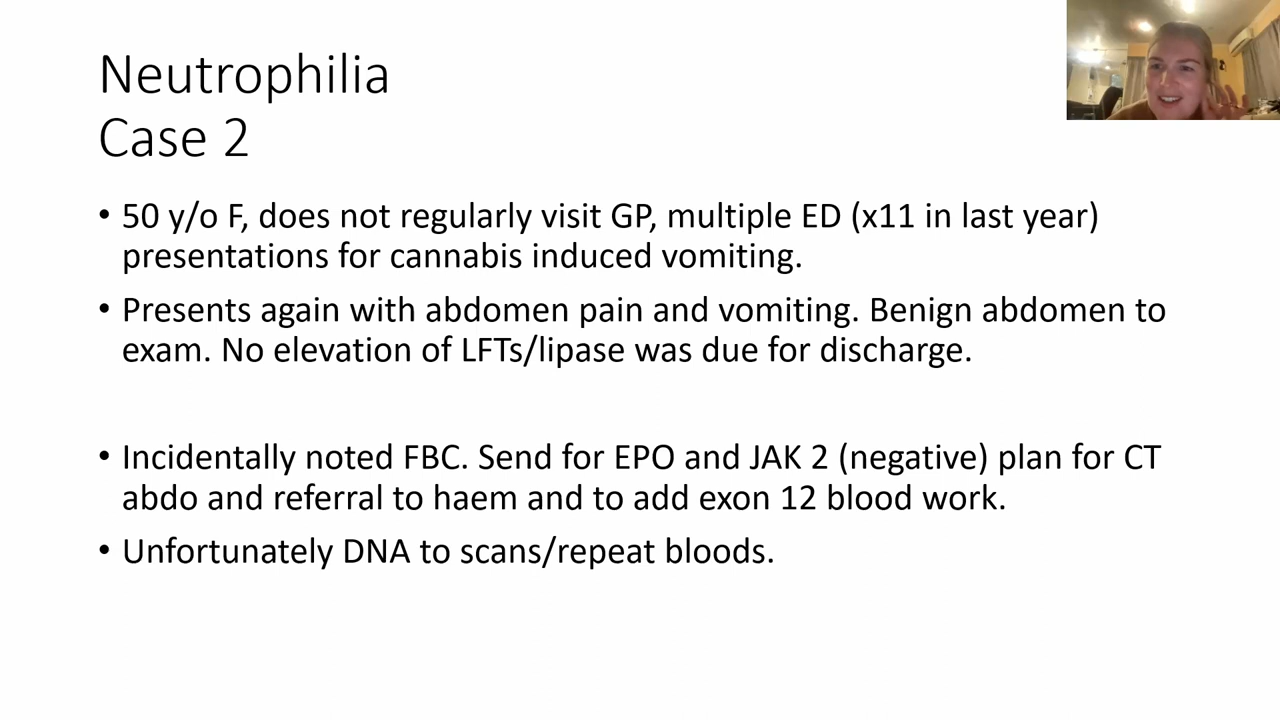 Neutrophilia
Case 2
• 50 y/o F, does not regularly visit GP, multiple ED (x11 in last year)
presentations for cannabis induced vomiting.
• Presents again with abdomen pain and vomiting. Benign abdomen to
exam. No elevation of LFTs/lipase was due for discharge.
• Incidentally noted FBC. Send for EPO and JAK 2 (negative) plan for CT
abdo and referral to haem and to add exon 12 blood work.
• Unfortunately DNA to scans/repeat bloods.